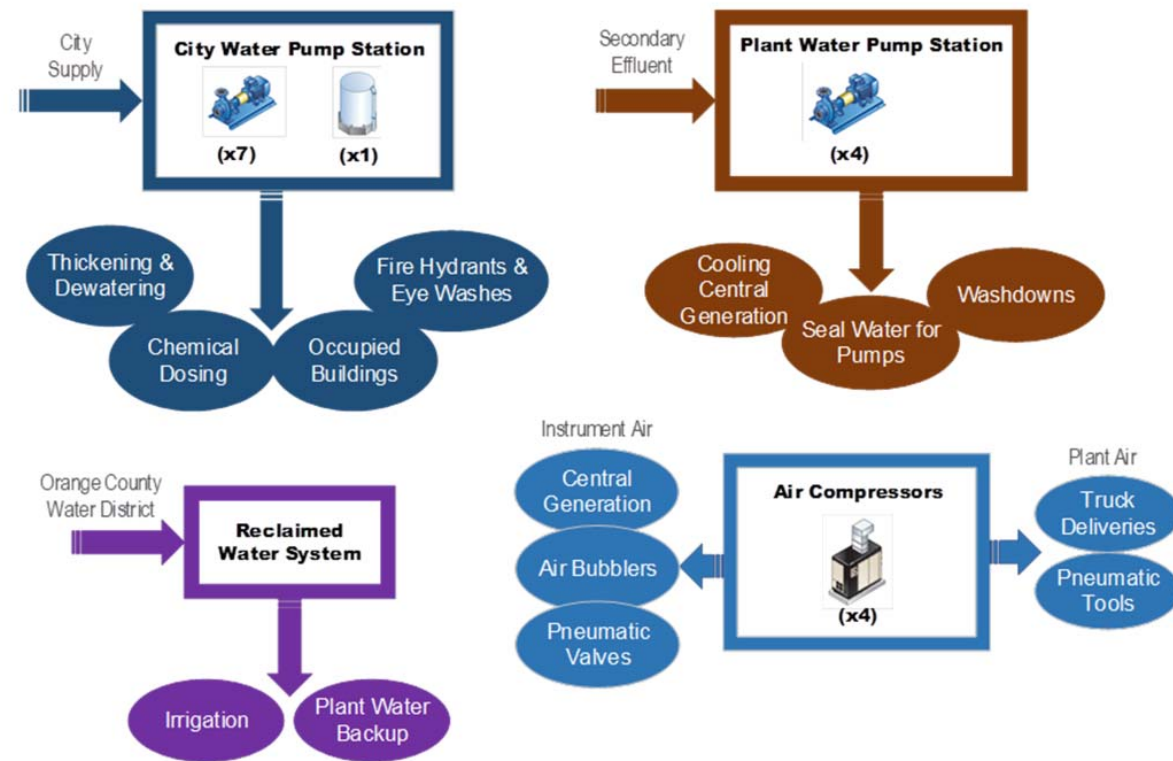 City
Supply
City Water Pump Station
(x7)
(x1)
Thickening &
Dewatering
Chemical
Dosing
Occupied
Buildings
Fire Hydrants &
Eye Washes
Secondary
Effluent
Plant Water Pump Station
(x4)
Cooling
Central
Generation
Seal Water for
Pumps
Washdowns
Orange County
Water District
Reclaimed
Water System
Irrigation
Plant Water
Backup
Instrument Air
Central
Generation
Air Bubblers
Pneumatic
Valves
Air Compressors
(x4)
Plant Air
Truck
Deliveries
Pneumatic
Tools